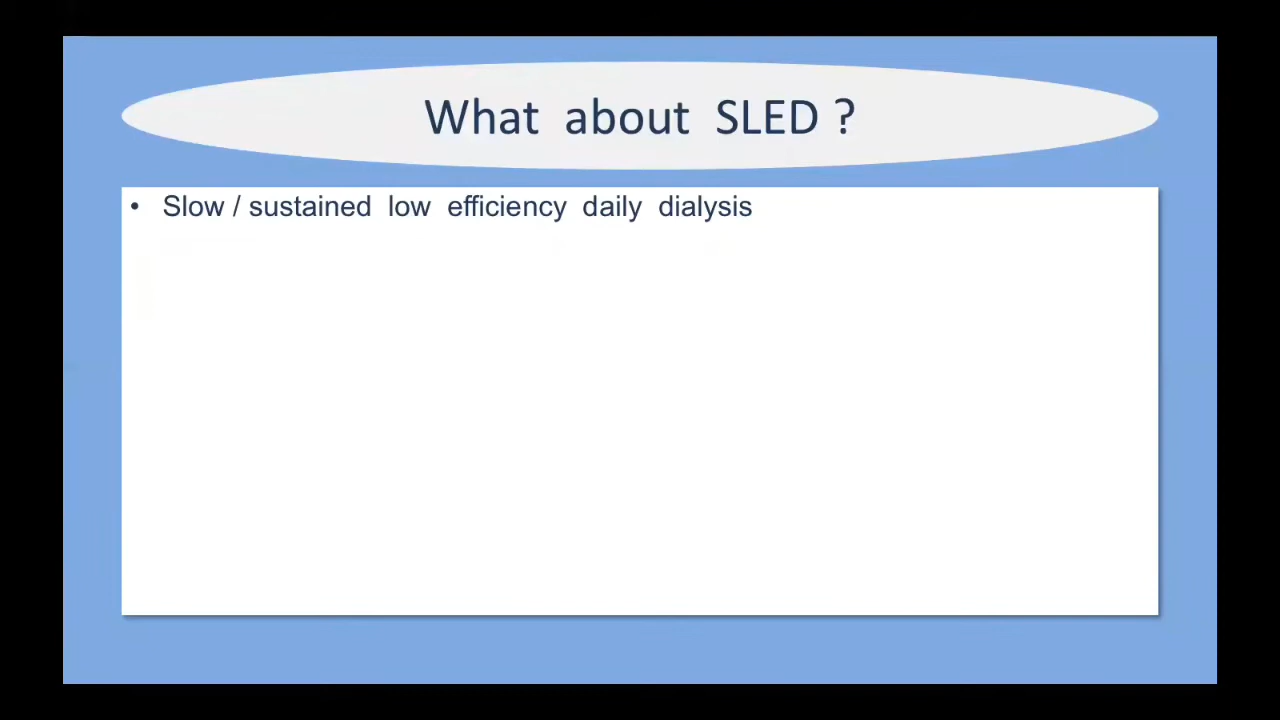 What about SLED ?
• Slow / sustained low efficiency daily dialysis